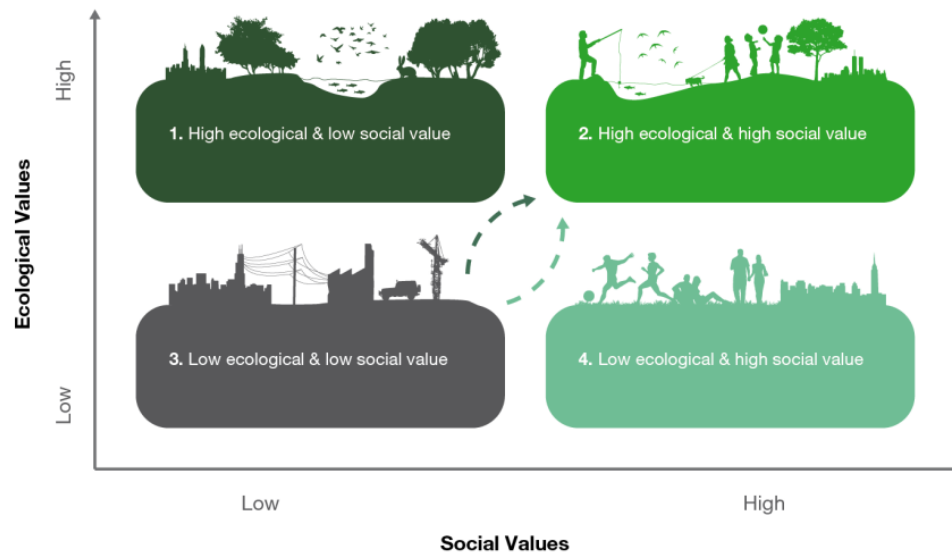 High
1. High ecological & low social value
2. High ecological & high social value
Ecological Values
3. Low ecological & low social value
4. Low ecological & high social value
Low
Low
High
Social Values